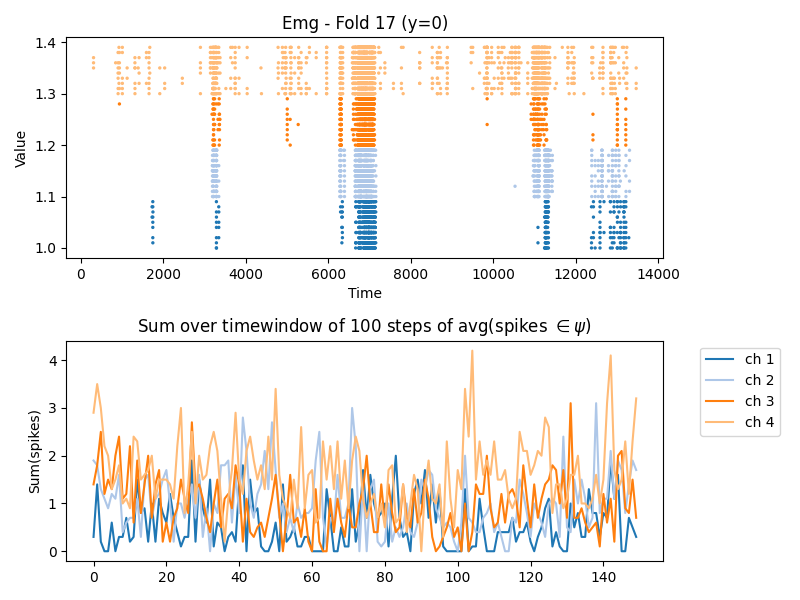 Emg - Fold 17 (y=0)
Value
1.4
1.3
1.2
1.1
1.0
0 2000 4000 6000 8000 10000 12000 14000
Time
Sum over timewindow of 100 steps of avg(spikes ∈ ψ)
Sum(spikes)
4
3
2
1
0
0 20 40 60 80 100 120 140
ch 1
ch 2
ch 3
ch 4